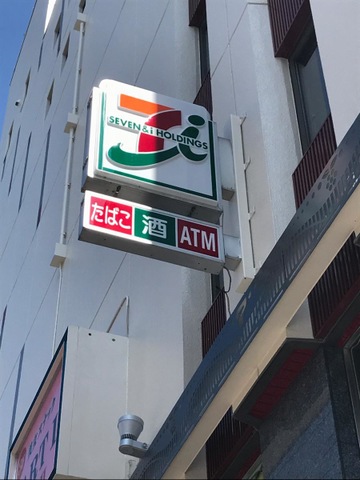 SEVEN & i HOLDINGS
たばこ 酒 ATM